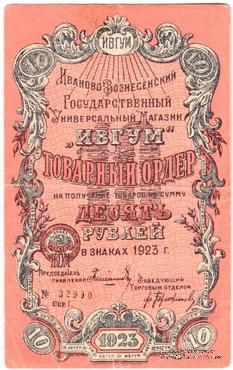 ИВГУМ
10 10
Иваново-Вознесенский
Государственный
Универсальный Магазин
„ИВГУМ“
ТОВАРНЫЙ ОРДЕР
НА ПОЛУЧЕНИЕ ТОВАРОВ НА СУММУ
ДЕСЯТЬ
РУБЛЕЙ
В ЗНАКАХ 1923 г.
ПРЕДСЕДАТЕЛЬ
ПРАВЛЕНИЯ
ЗАВЕДУЮЩИЙ
ТОРГОВЫМ ОТДЕЛОМ
№ 32990
10 1923 10